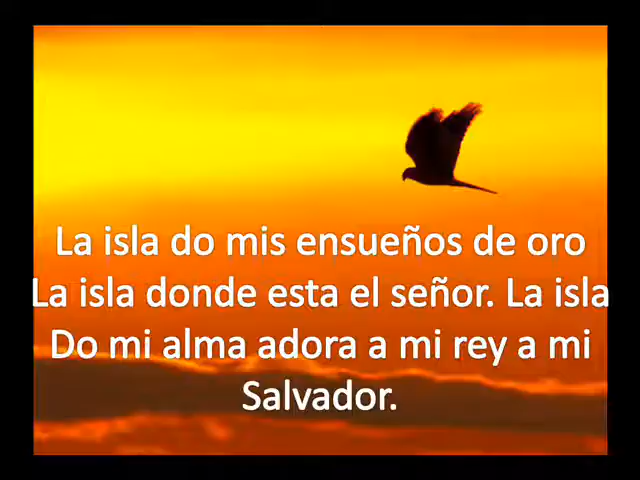 La isla do mis ensueños de oro
La isla donde esta el señor. La isla
Do mi alma adora a mi rey a mi
Salvador.